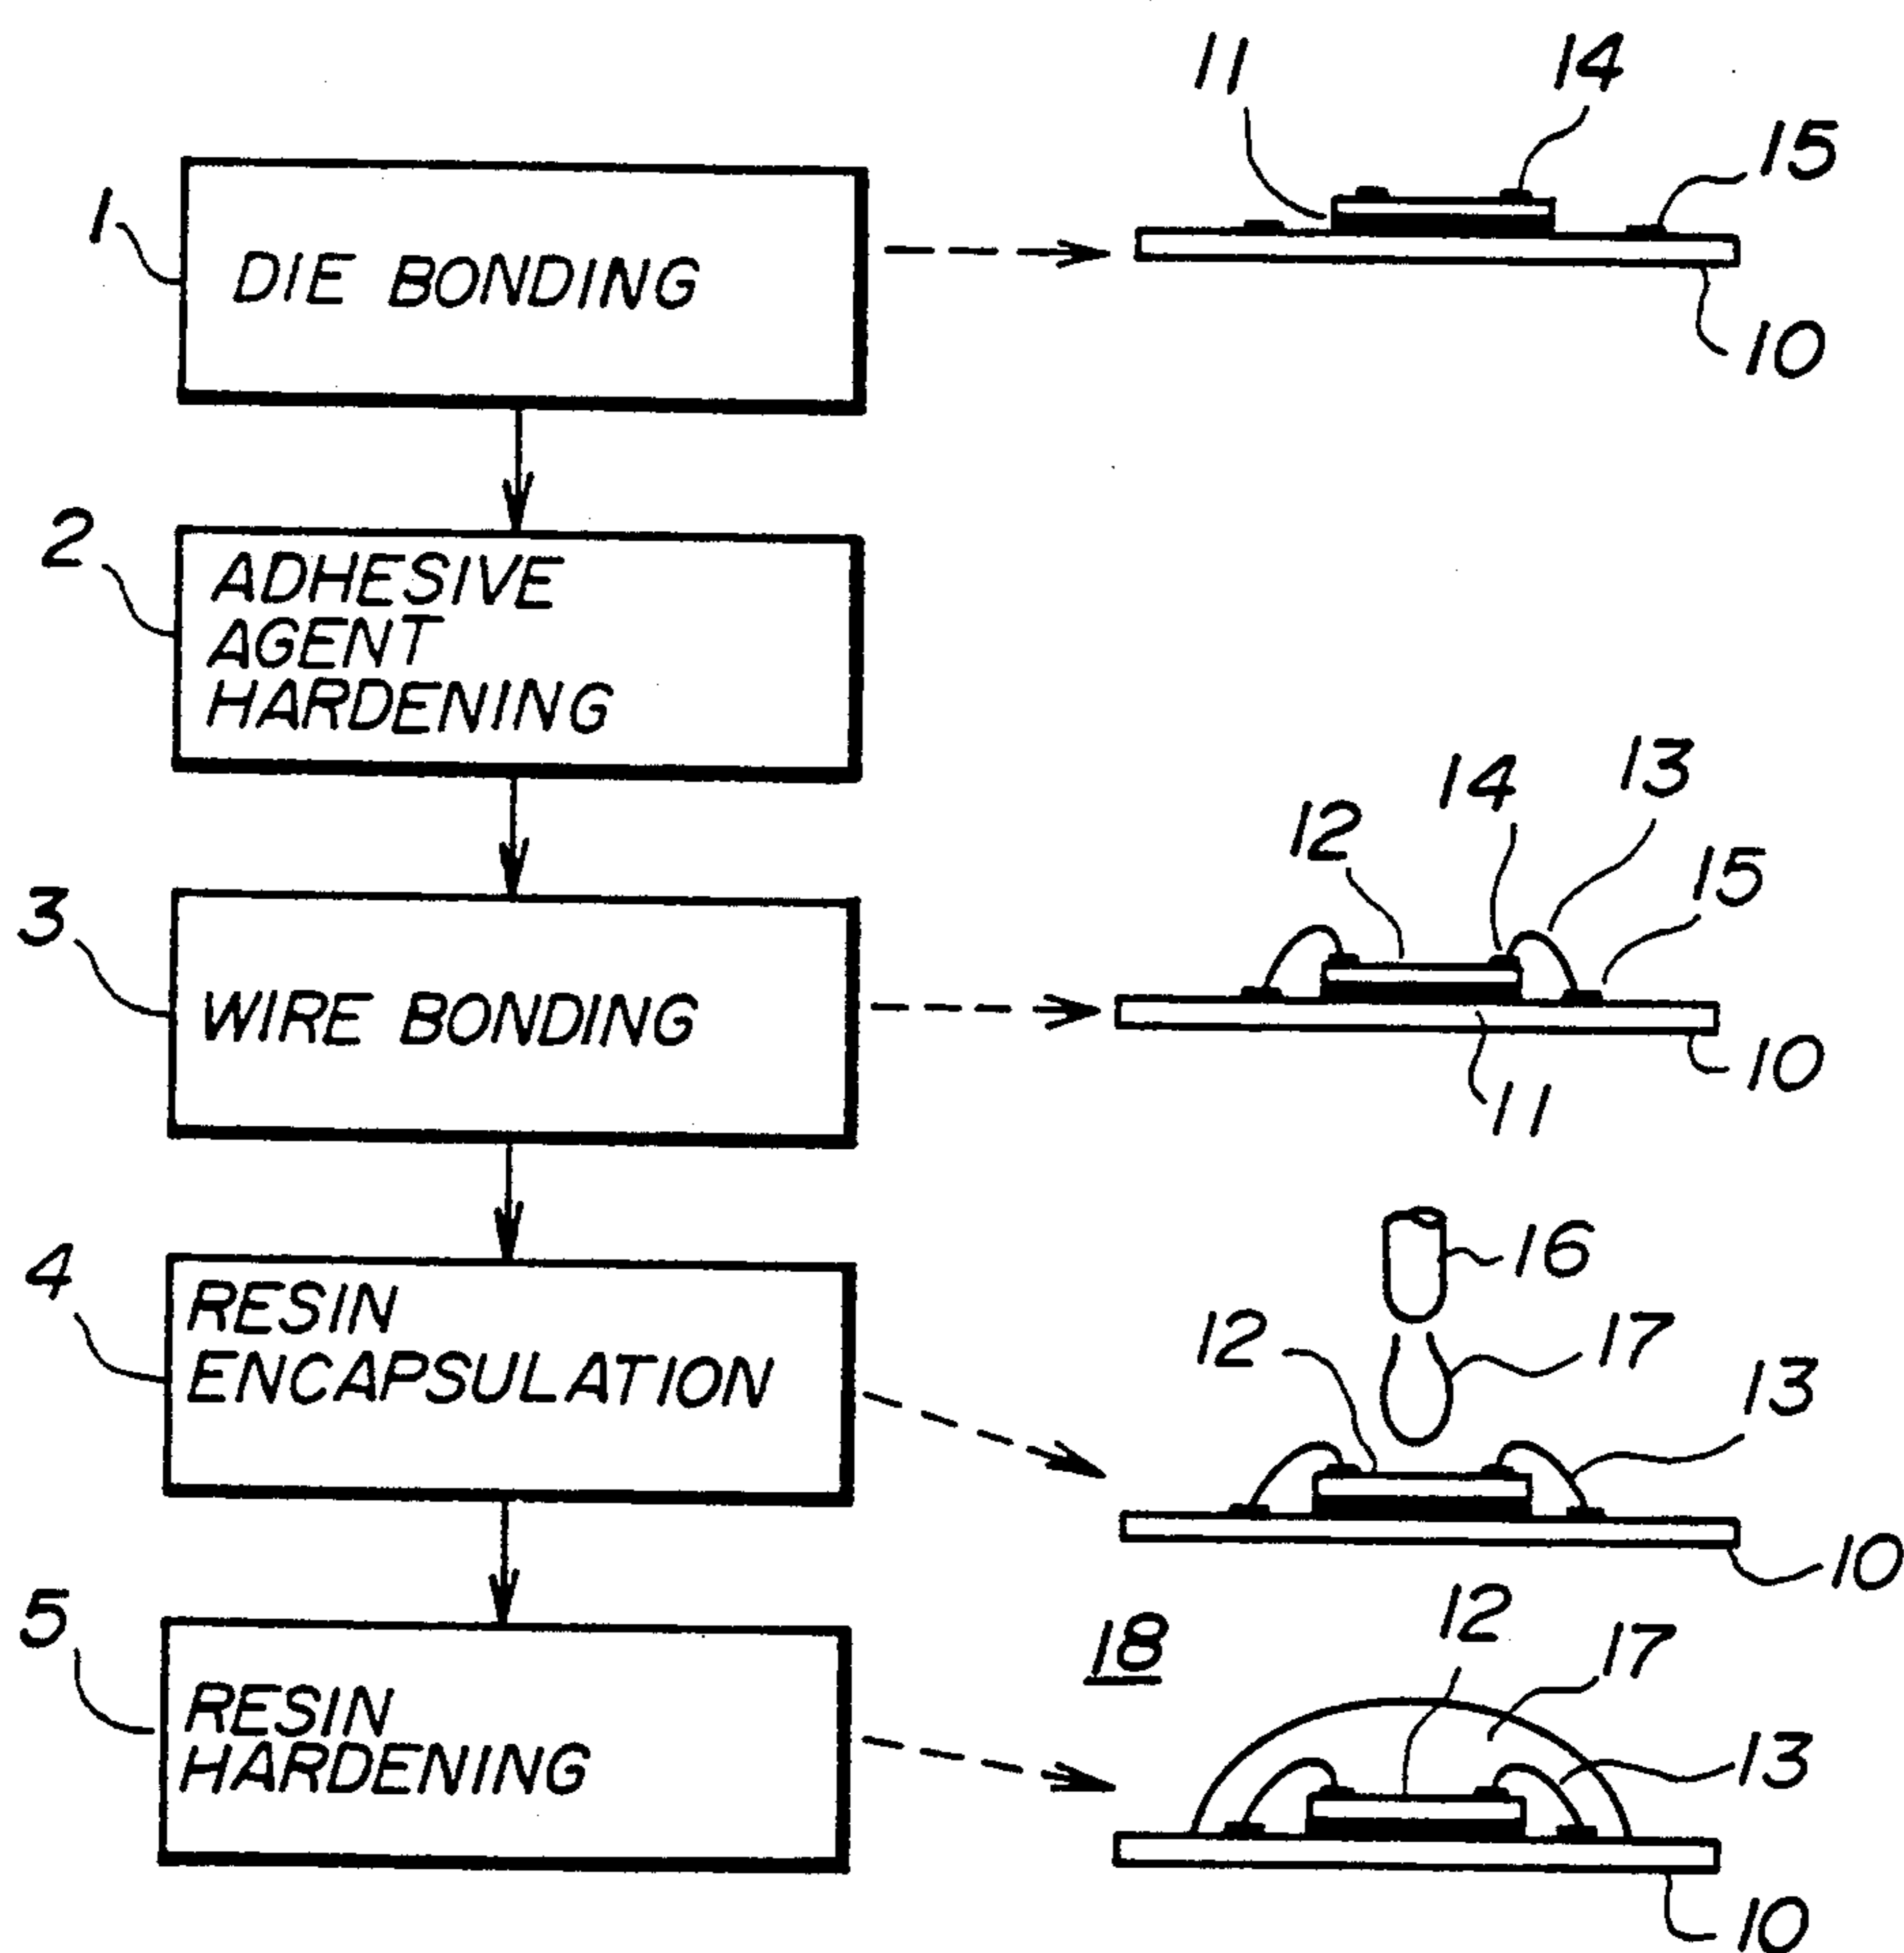 11
14
15
1
DIE BONDING
10
2
ADHESIVE
AGENT
HARDENING
12
14
13
15
3
WIRE BONDING
10
11
16
4
RESIN
ENCAPSULATION
12
17
13
10
5
RESIN
HARDENING
18
12
17
13
10